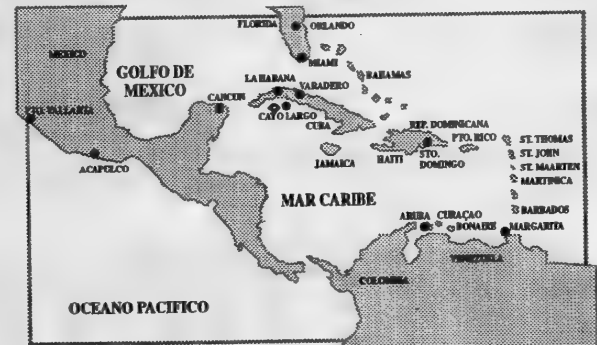 FLORIDA
ORLANDO
MEXICO
MIAMI
GOLFO DE
MEXICO
BAHAMAS
LA HABANA
VARADERO
CANCUN
CAYO LARGO
CUBA
PTO. VALLARTA
REP. DOMINICANA
PTO. RICO
ST. THOMAS
ST. JOHN
ST. MAARTEN
MARTINICA
BARBADOS
JAMAICA
HAITI
STO.
DOMINGO
ACAPULCO
MAR CARIBE
ARUBA
CURAÇAO
BONAIRE
MARGARITA
VENEZUELA
COLOMBIA
OCEANO PACIFICO